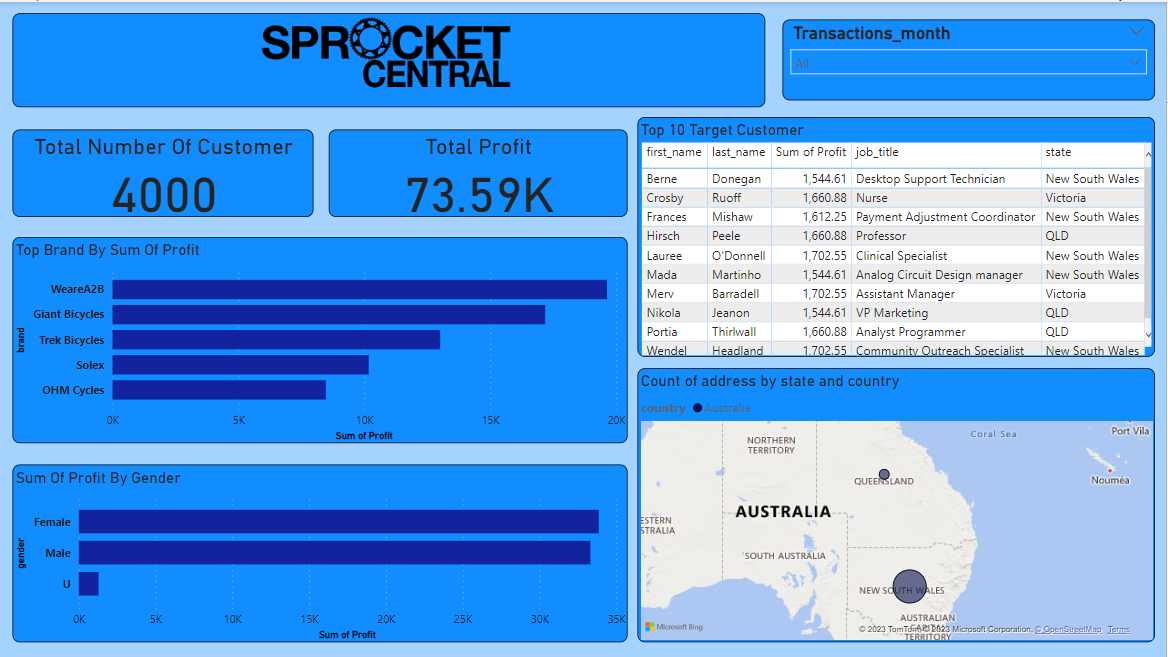 SPROCKET
CENTRAL
Transactions_month
All
Total Number Of Customer
4000
Total Profit
73.59K
Top 10 Target Customer
first_name last_name Sum of Profit job_title state
Berne Donegan 1,544.61 Desktop Support Technician New South Wales
Crosby Ruoff 1,660.88 Nurse Victoria
Frances Mishaw 1,612.25 Payment Adjustment Coordinator New South Wales
Hirsch Peele 1,660.88 Professor QLD
Lauree O'Donnell 1,702.55 Clinical Specialist New South Wales
Mada Martinho 1,544.61 Analog Circuit Design manager New South Wales
Merv Barradell 1,702.55 Assistant Manager Victoria
Nikola Jeanon 1,544.61 VP Marketing QLD
Portia Thirlwall 1,660.88 Analyst Programmer QLD
Wendel Headland 1,702.55 Community Outreach Specialist New South Wales
Top Brand By Sum Of Profit
brand
WeareA2B
Giant Bicycles
Trek Bicycles
Solex
OHM Cycles
0K 5K 10K 15K 20K
Sum of Profit
Sum Of Profit By Gender
gender
Female
Male
U
0K 5K 10K 15K 20K 25K 30K 35K
Sum of Profit
Count of address by state and country
country Australia
Coral Sea
Port Vila
NORTHERN
TERRITORY
QUEENSLAND
Nouméa
AUSTRALIA
ESTERN
STRALIA
SOUTH AUSTRALIA
NEW SOUTH WALES
AUSTRALIAN
CAPITAL
TERRITORY
Microsoft Bing
© 2023 TomTom, © 2023 Microsoft Corporation, © OpenStreetMap Terms